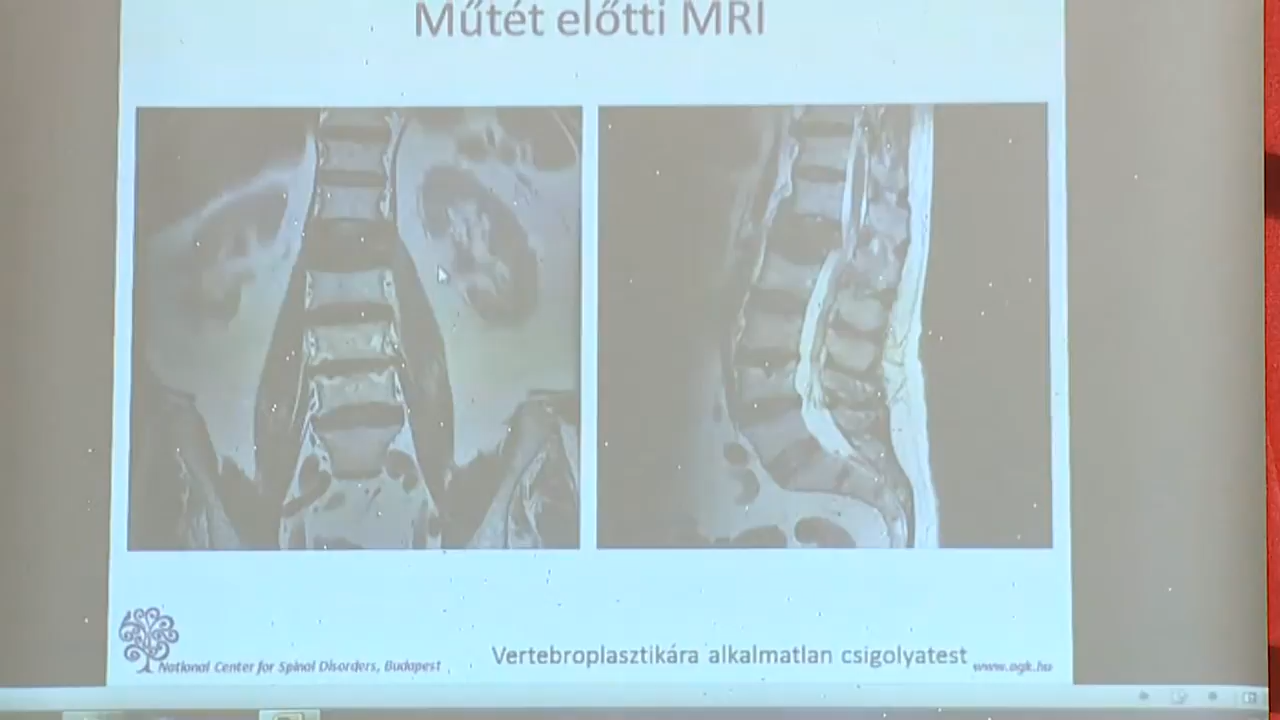 Műtét előtti MRI
Vertebroplasztikára alkalmatlan csigolyatest
National Center for Spinal Disorders, Budapest
www.ogk.hu